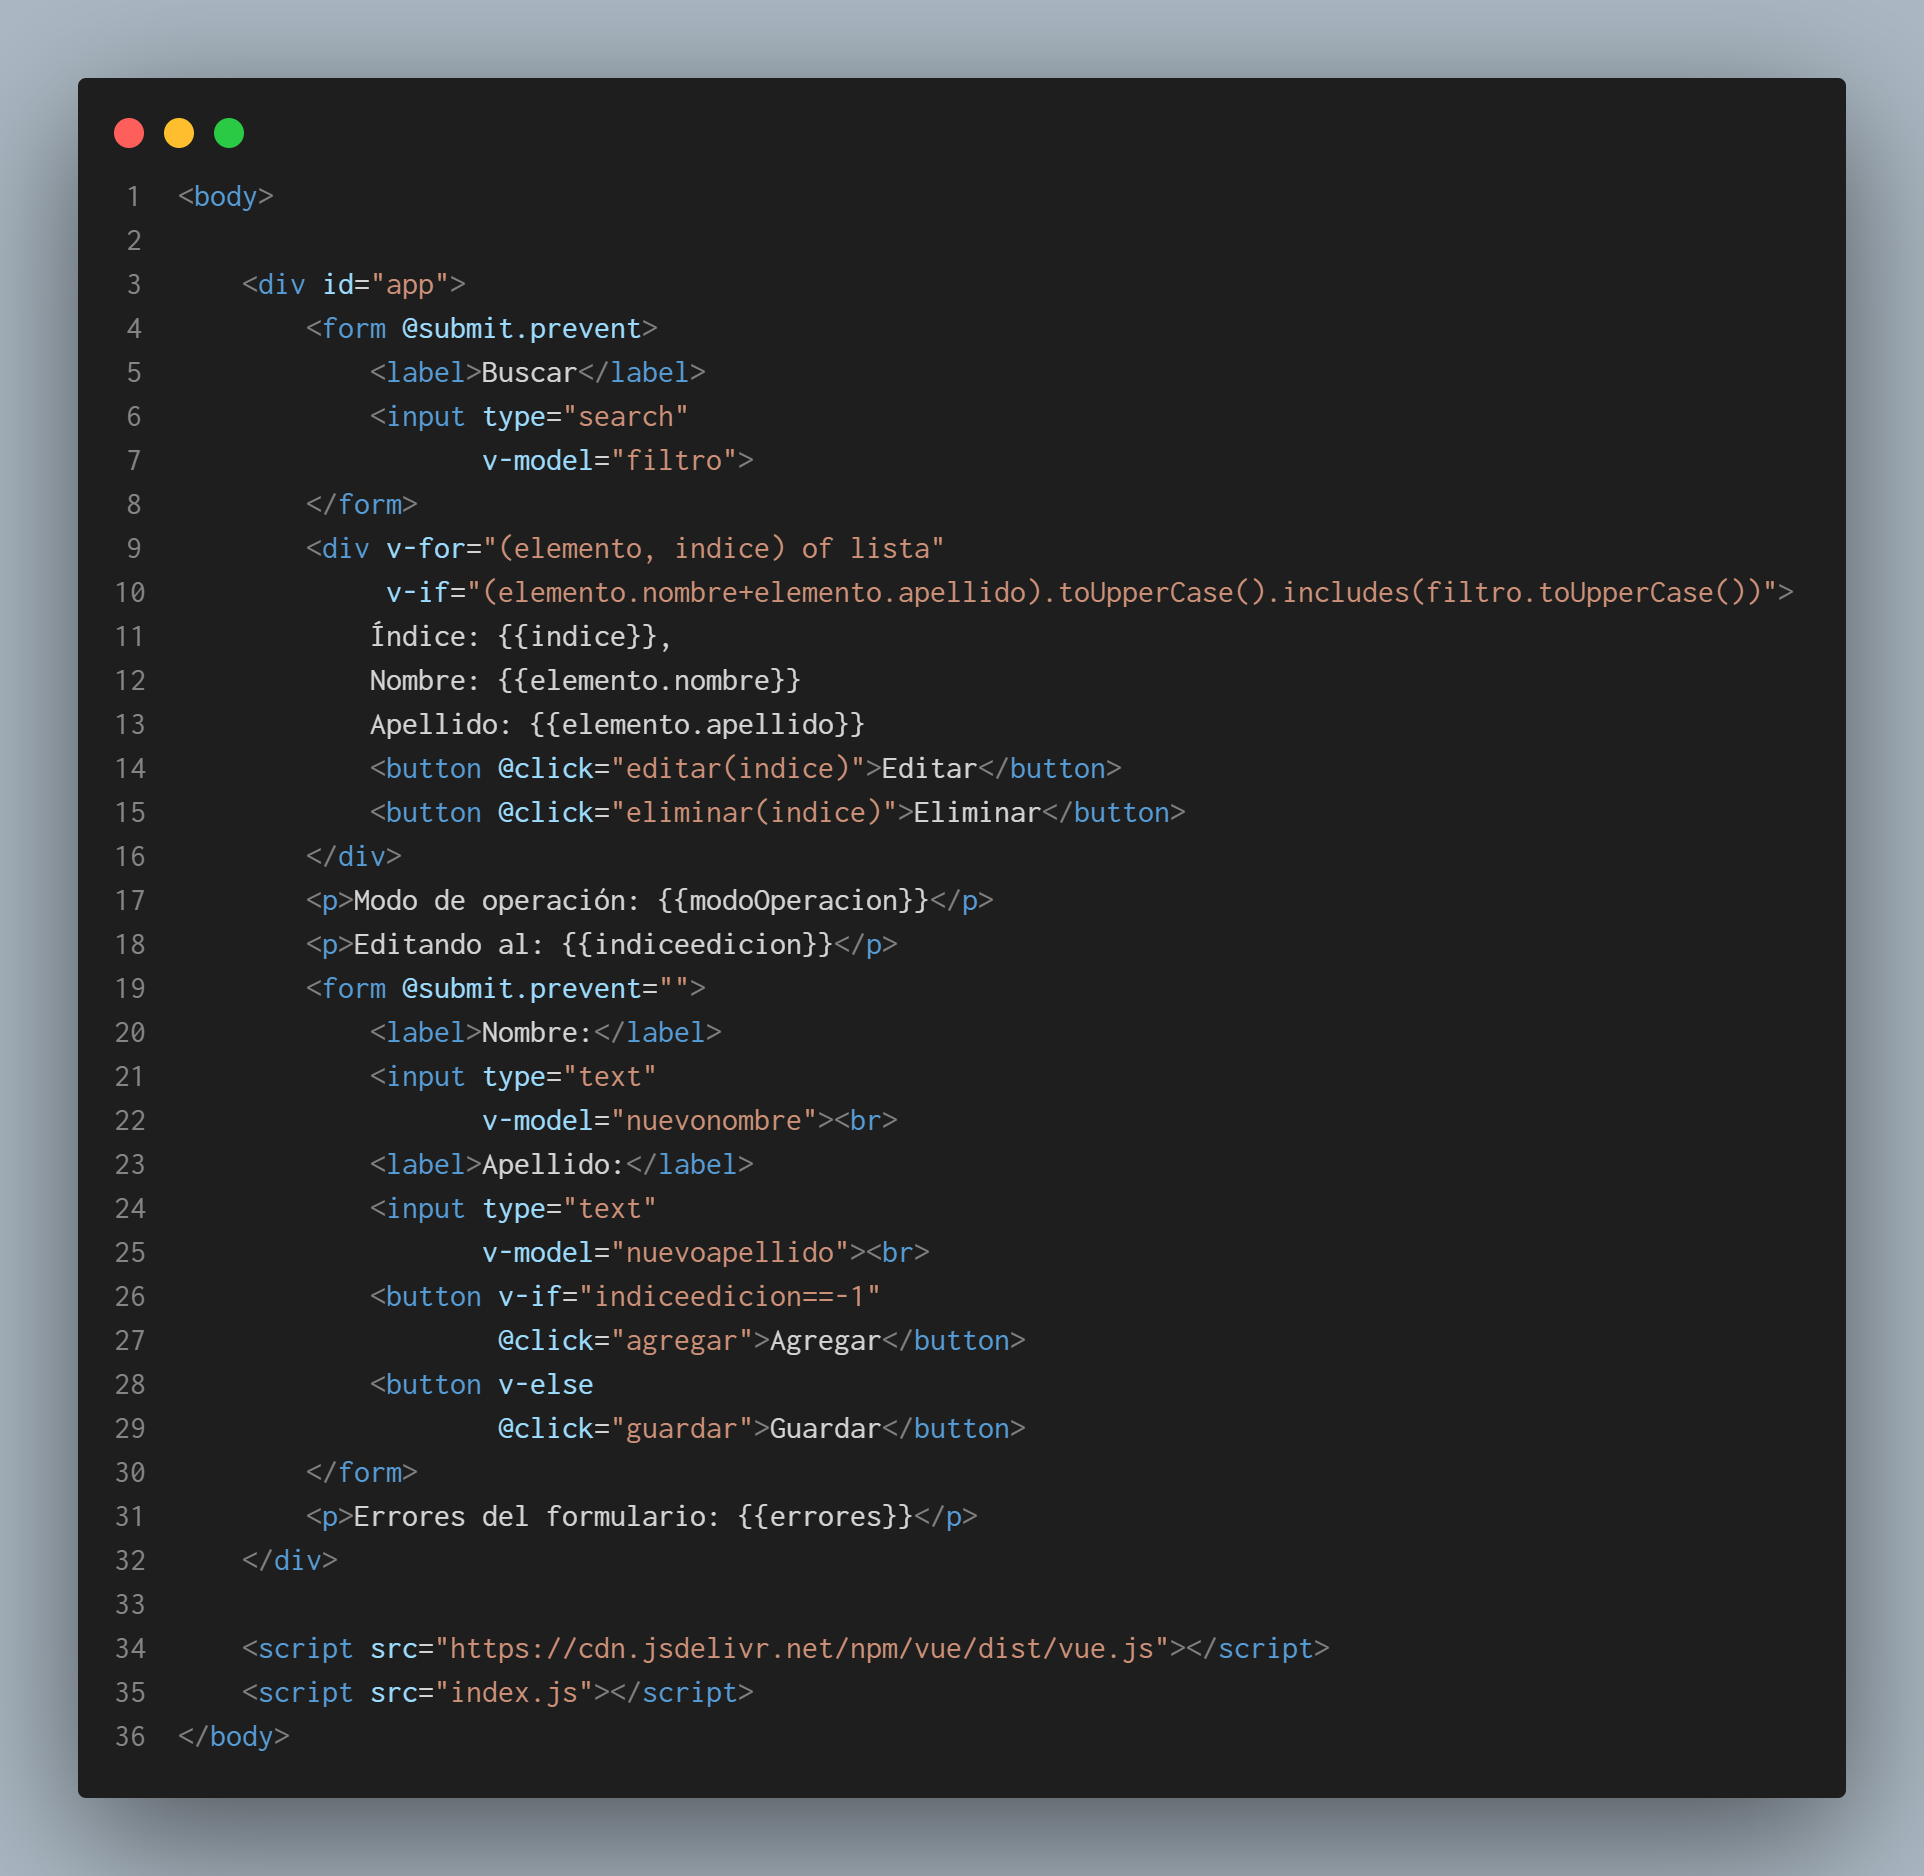 1 <body>
2
3     <div id="app">
4         <form @submit.prevent>
5             <label>Buscar</label>
6             <input type="search"
7                    v-model="filtro">
8         </form>
9         <div v-for="(elemento, indice) of lista"
10              v-if="(elemento.nombre+elemento.apellido).toUpperCase().includes(filtro.toUpperCase())">
11             Índice: {{indice}},
12             Nombre: {{elemento.nombre}}
13             Apellido: {{elemento.apellido}}
14             <button @click="editar(indice)">Editar</button>
15             <button @click="eliminar(indice)">Eliminar</button>
16         </div>
17         <p>Modo de operación: {{modoOperacion}}</p>
18         <p>Editando al: {{indiceedicion}}</p>
19         <form @submit.prevent="">
20             <label>Nombre:</label>
21             <input type="text"
22                    v-model="nuevonombre"><br>
23             <label>Apellido:</label>
24             <input type="text"
25                    v-model="nuevoapellido"><br>
26             <button v-if="indiceedicion==-1"
27                     @click="agregar">Agregar</button>
28             <button v-else
29                     @click="guardar">Guardar</button>
30         </form>
31         <p>Errores del formulario: {{errores}}</p>
32     </div>
33
34     <script src="https://cdn.jsdelivr.net/npm/vue/dist/vue.js"></script>
35     <script src="index.js"></script>
36 </body>